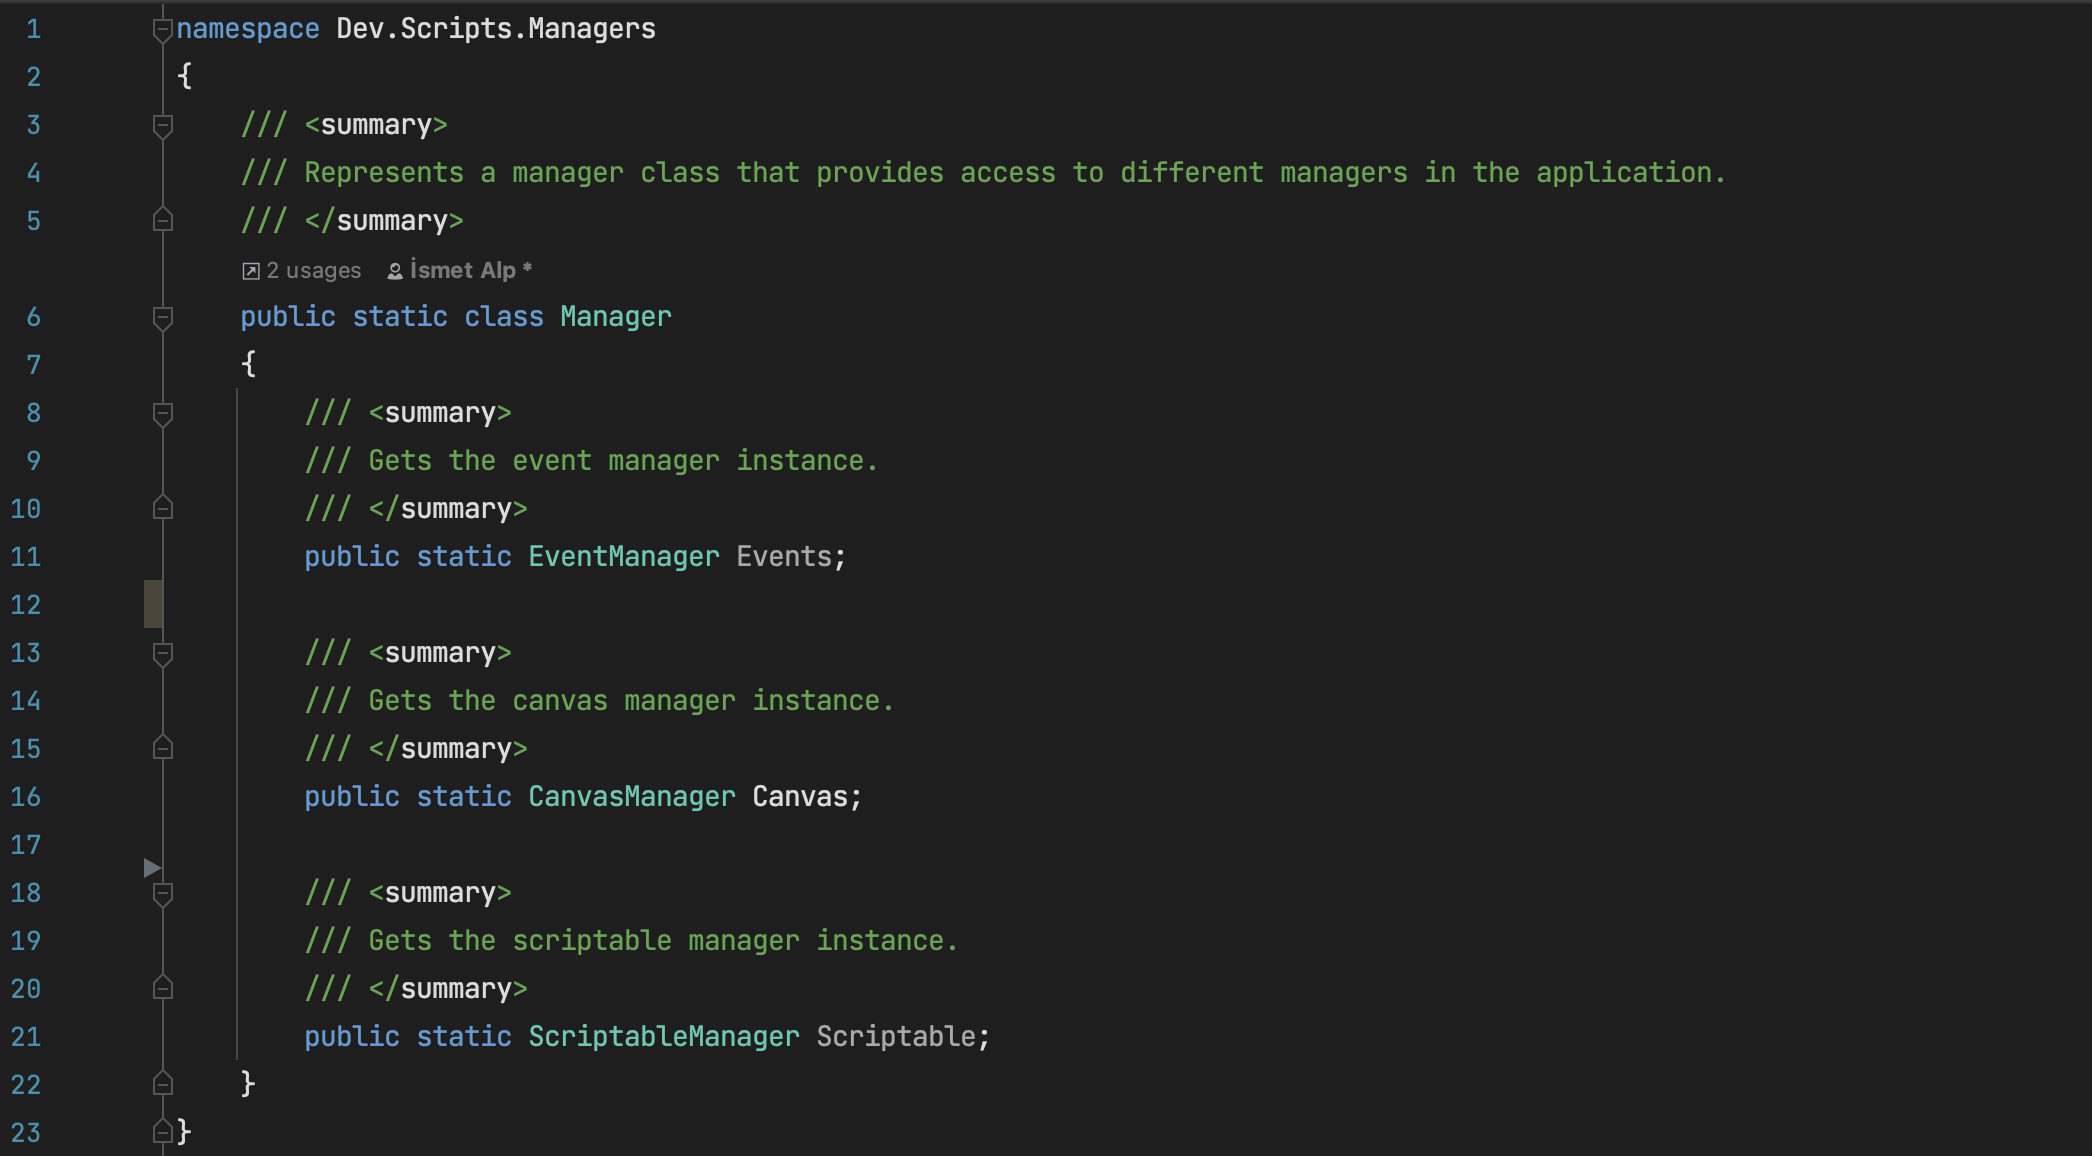 1 namespace Dev.Scripts.Managers
2 {
3 /// <summary>
4 /// Represents a manager class that provides access to different managers in the application.
5 /// </summary>
2 usages İsmet Alp *
6 public static class Manager
7 {
8 /// <summary>
9 /// Gets the event manager instance.
10 /// </summary>
11 public static EventManager Events;
12
13 /// <summary>
14 /// Gets the canvas manager instance.
15 /// </summary>
16 public static CanvasManager Canvas;
17
18 /// <summary>
19 /// Gets the scriptable manager instance.
20 /// </summary>
21 public static ScriptableManager Scriptable;
22 }
23 }